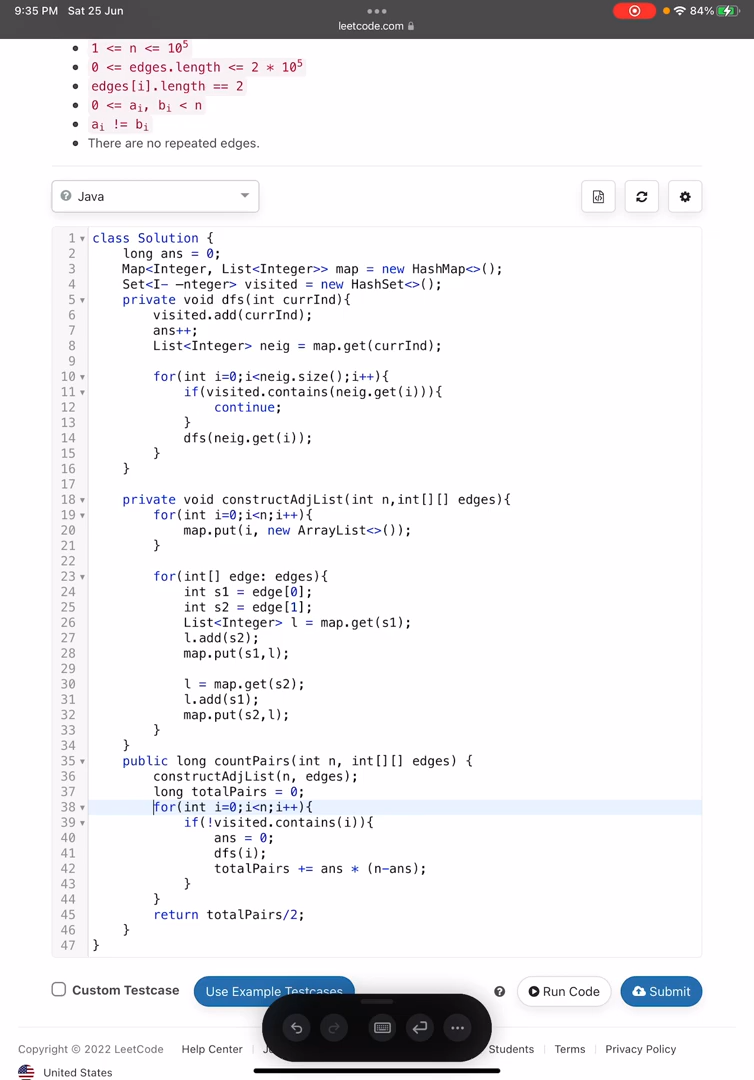 9:35 PM Sat 25 Jun
84%
leetcode.com
1 <= n <= 10⁵
0 <= edges.length <= 2 * 10⁵
edges[i].length == 2
0 <= aᵢ, bᵢ < n
aᵢ != bᵢ
There are no repeated edges.
Java
1 class Solution {
2 long ans = 0;
3 Map<Integer, List<Integer>> map = new HashMap<>();
4 Set<I- —nteger> visited = new HashSet<>();
5 private void dfs(int currInd){
6 visited.add(currInd);
7 ans++;
8 List<Integer> neig = map.get(currInd);
9
10 for(int i=0;i<neig.size();i++){
11 if(visited.contains(neig.get(i))){
12 continue;
13 }
14 dfs(neig.get(i));
15 }
16 }
17
18 private void constructAdjList(int n,int[][] edges){
19 for(int i=0;i<n;i++){
20 map.put(i, new ArrayList<>());
21 }
22
23 for(int[] edge: edges){
24 int s1 = edge[0];
25 int s2 = edge[1];
26 List<Integer> l = map.get(s1);
27 l.add(s2);
28 map.put(s1,l);
29
30 l = map.get(s2);
31 l.add(s1);
32 map.put(s2,l);
33 }
34 }
35 public long countPairs(int n, int[][] edges) {
36 constructAdjList(n, edges);
37 long totalPairs = 0;
38 for(int i=0;i<n;i++){
39 if(!visited.contains(i)){
40 ans = 0;
41 dfs(i);
42 totalPairs += ans * (n-ans);
43 }
44 }
45 return totalPairs/2;
46 }
47 }
Custom Testcase Use Example Testcases Run Code Submit
Copyright © 2022 LeetCode Help Center Students Terms Privacy Policy
United States